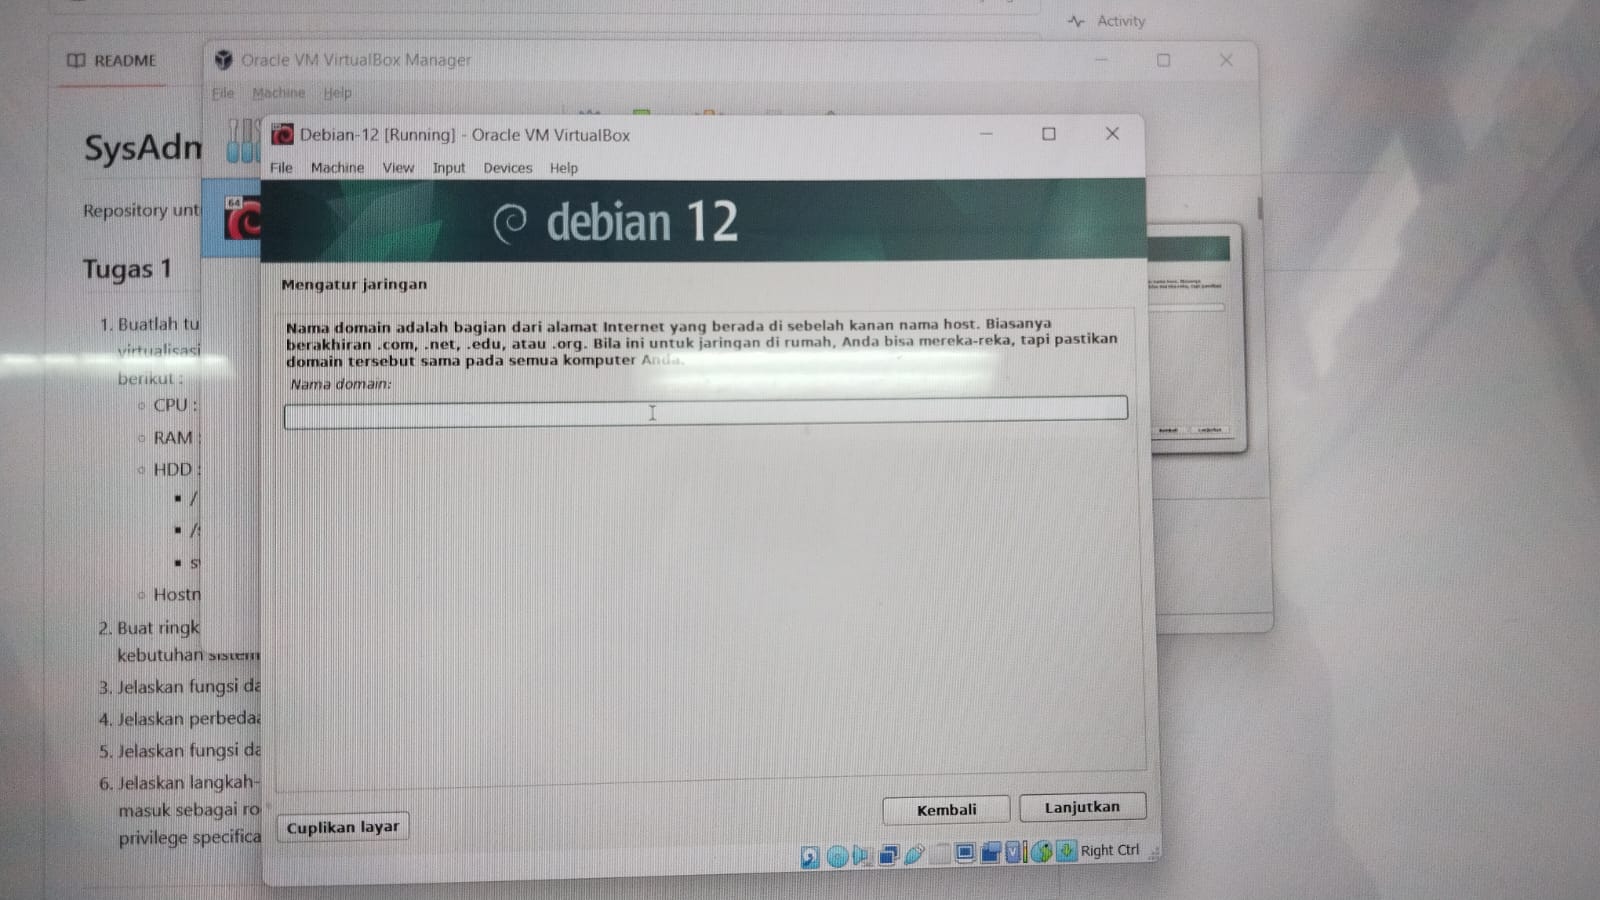 Activity
README
Oracle VM VirtualBox Manager
File Machine Help
SysAdm
Repository unt
Tugas 1
1. Buatlah tu
virtualisasi
berikut :
CPU :
RAM :
HDD :
/
/
s
Hostn
2. Buat ringk
kebutuhan sistem
3. Jelaskan fungsi da
4. Jelaskan perbedaa
5. Jelaskan fungsi da
6. Jelaskan langkah-
masuk sebagai ro
privilege specifica
64
Debian-12 [Running] - Oracle VM VirtualBox
File Machine View Input Devices Help
debian 12
Mengatur jaringan
Nama domain adalah bagian dari alamat Internet yang berada di sebelah kanan nama host. Biasanya
berakhiran .com, .net, .edu, atau .org. Bila ini untuk jaringan di rumah, Anda bisa mereka-reka, tapi pastikan
domain tersebut sama pada semua komputer Anda.
Nama domain:
Cuplikan layar
Kembali
Lanjutkan
Right Ctrl